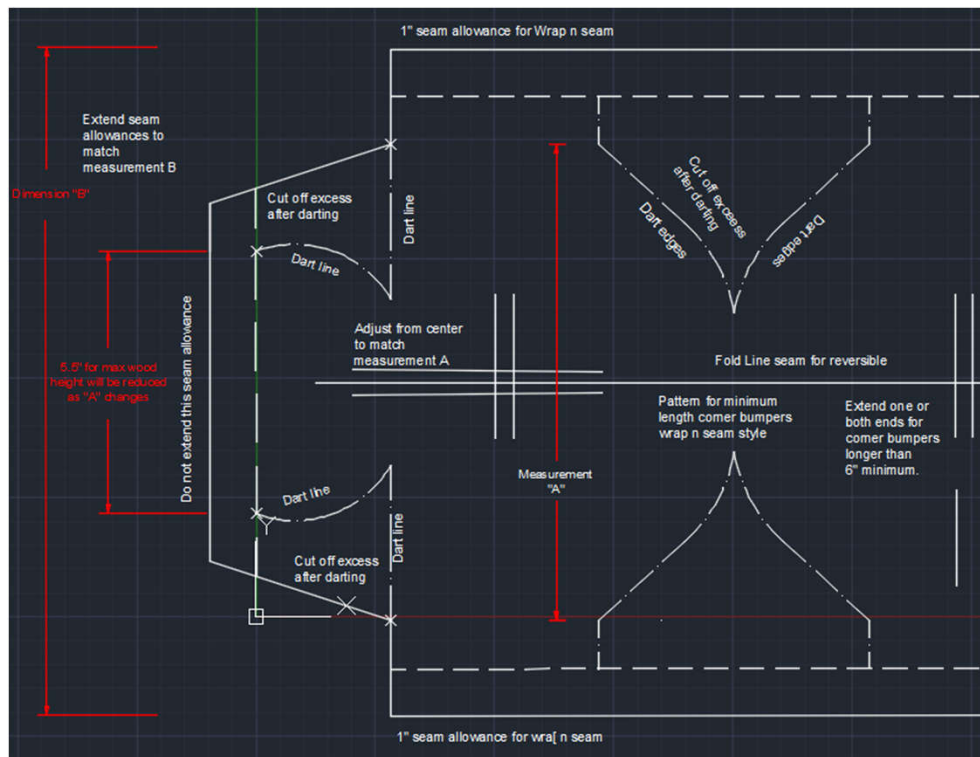 1" seam allowance for Wrap n seam
Extend seam
allowances to
match
measurement B
Dimension "B"
Cut off excess
after darting
Dart line
Dart line
Cut off exceess
after darting
Dart edges
Dart edges
Do not extend this seam allowance
5.5" for max wood
height will be reduced
as "A" changes
Adjust from center
to match
measurement A
Fold Line seam for reversible
Pattern for minimum
length corner bumpers
wrap n seam style
Extend one or
both ends for
corner bumpers
longer than
6" minimum.
Measurement
"A"
Dart line
Dart line
Cut off excess
after darting
Y
X
1" seam allowance for wra[ n seam